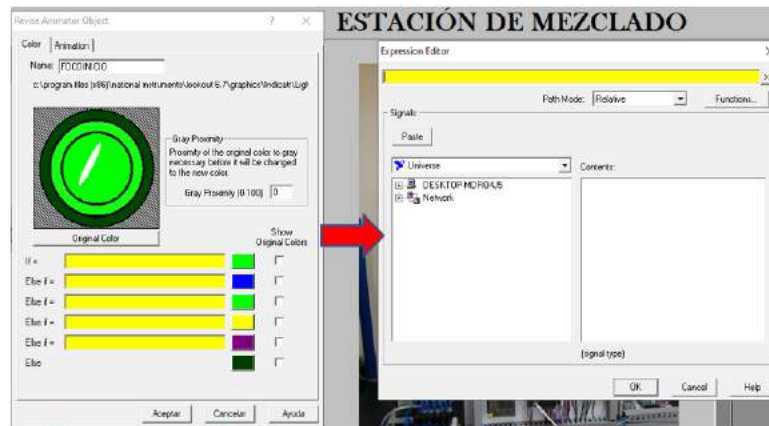 ESTACIÓN DE MEZCLADO
Revise Animator Object
? ×
Color
Animation
Name: FOCOINICIO
c:\program files (x86)\national instruments\lookout 6.7\graphics\Indicatr\Ligh
Gray Proximity
Proximity of the original color to gray
necessary before it will be changed
to the new color.
Gray Proximity (0-100)
0
Original Color
Show
Original Colors
If =
Else if =
Else if =
Else if =
Else if =
Else
Aceptar
Cancelar
Ayuda
Expression Editor
Path Mode:
Relative
Functions...
Signals
Paste
Universe
Contents:
Network
(signal type)
OK
Cancel
Help